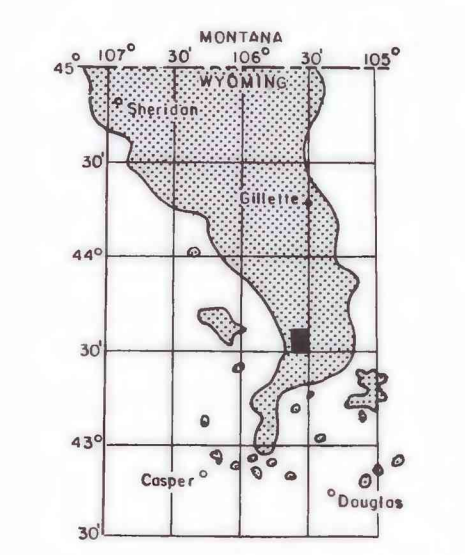 MONTANA
107° 30' 106° 30' 105°
45°
WYOMING
Sheridan
30'
Gillette
44°
30'
43°
Casper
Douglas
30'